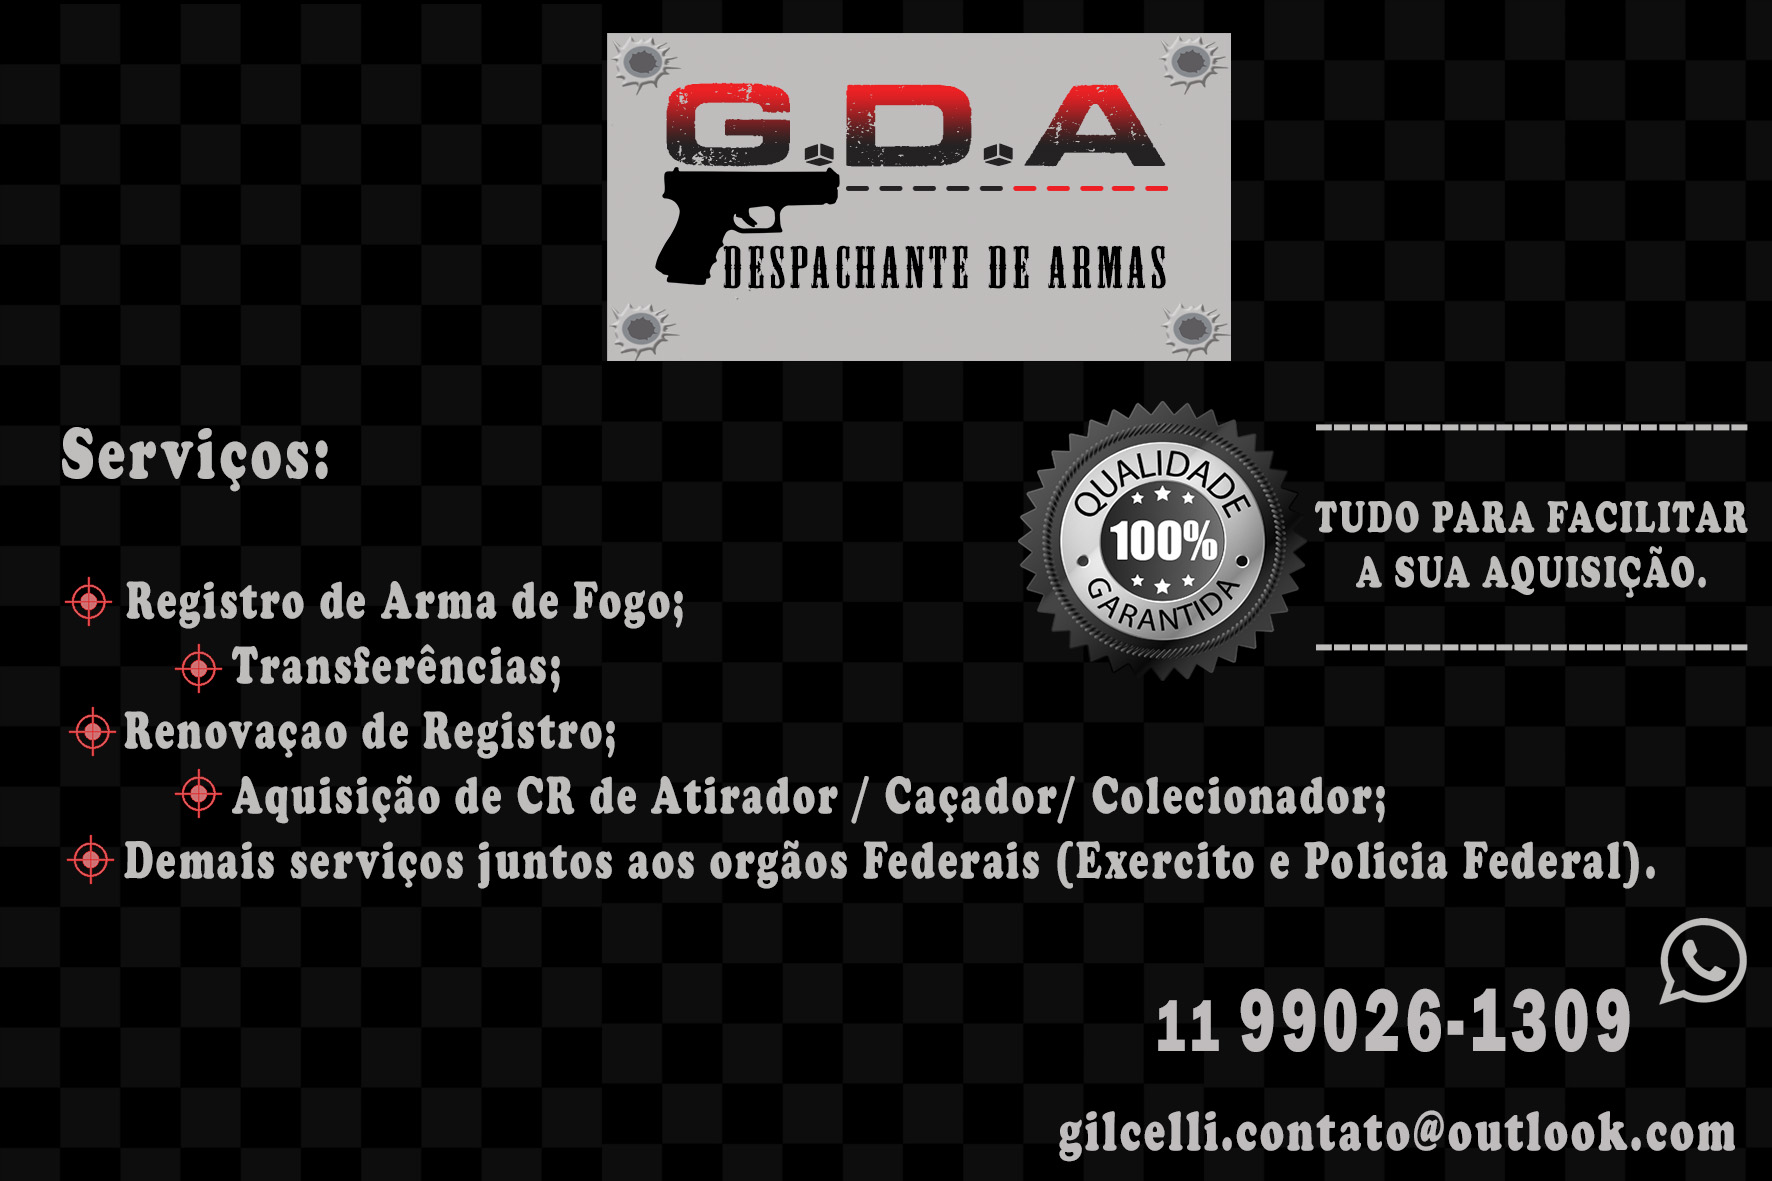 G.D.A
DESPACHANTE DE ARMAS
Serviços:
QUALIDADE
100%
GARANTIDA
TUDO PARA FACILITAR
A SUA AQUISIÇÃO.
Registro de Arma de Fogo;
Transferências;
Renovaçao de Registro;
Aquisição de CR de Atirador / Caçador/ Colecionador;
Demais serviços juntos aos orgãos Federais (Exercito e Policia Federal).
11 99026-1309
gilcelli.contato@outlook.com